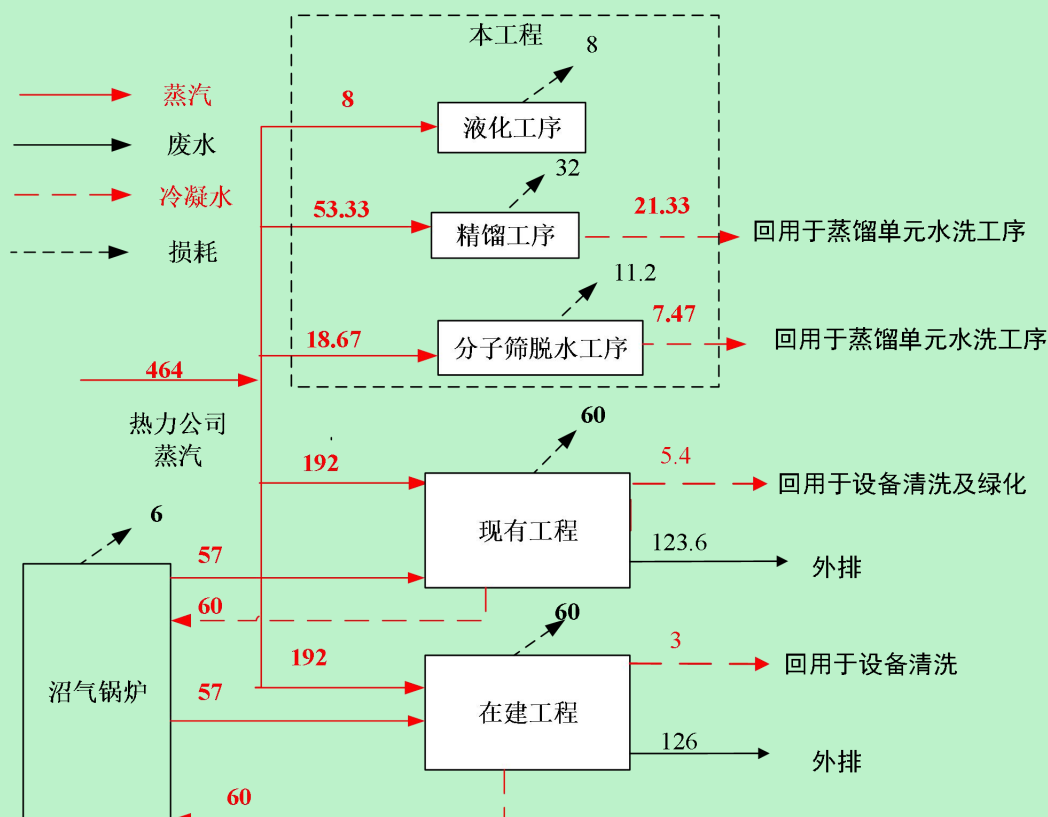 本工程
8
蒸汽
8
液化工序
废水
32
冷凝水
53.33
精馏工序
21.33
回用于蒸馏单元水洗工序
损耗
11.2
18.67
分子筛脱水工序
7.47
回用于蒸馏单元水洗工序
464
热力公司
蒸汽
60
192
5.4
回用于设备清洗及绿化
现有工程
6
123.6
外排
57
60
60
192
3
回用于设备清洗
沼气锅炉
57
在建工程
126
外排
60